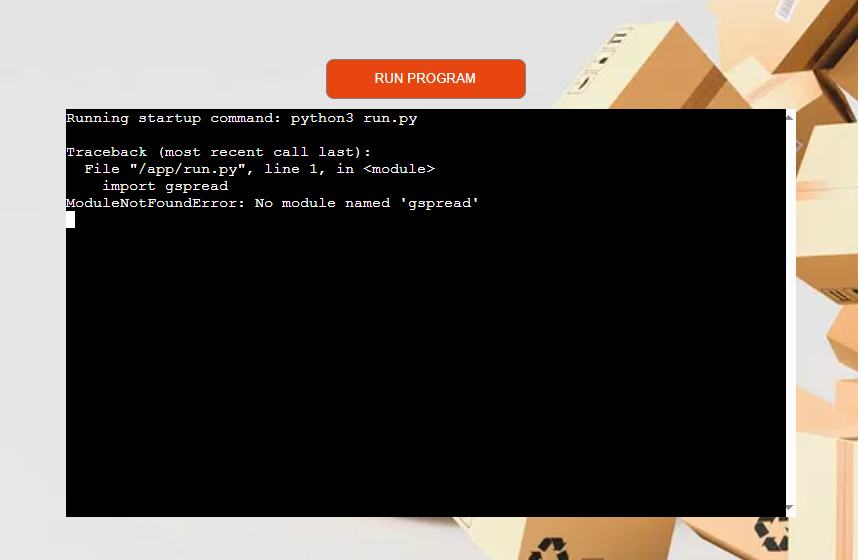 RUN PROGRAM
Running startup command: python3 run.py
Traceback (most recent call last):
  File "/app/run.py", line 1, in <module>
    import gspread
ModuleNotFoundError: No module named 'gspread'